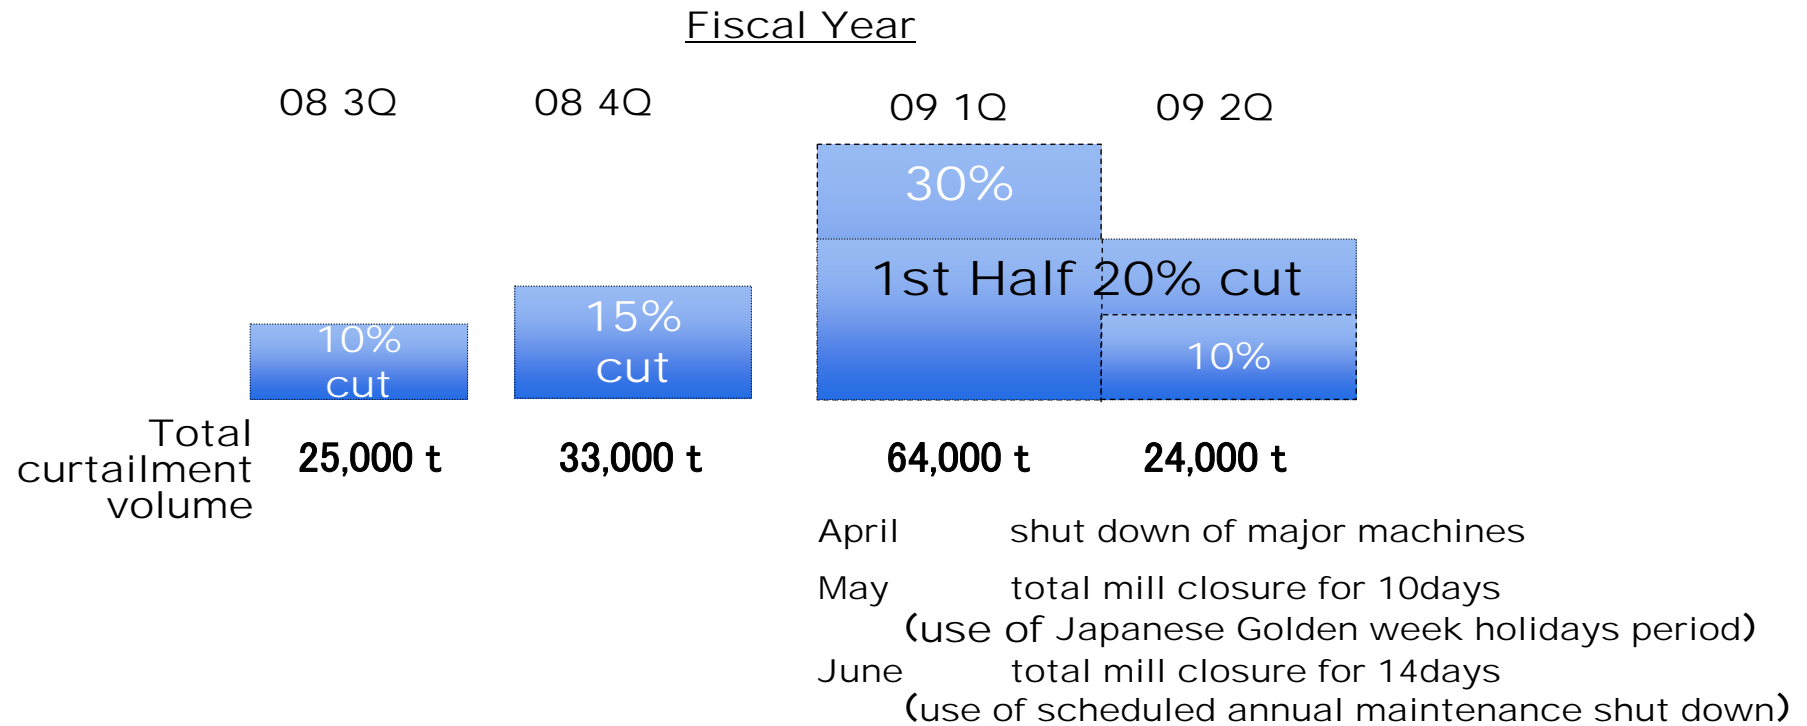 Fiscal Year
08 3Q
08 4Q
09 1Q
09 2Q
30%
1st Half 20% cut
15%
cut
10%
cut
10%
Total
curtailment
volume
25,000 t
33,000 t
64,000 t
24,000 t
April shut down of major machines
May total mill closure for 10days
(use of Japanese Golden week holidays period)
June total mill closure for 14days
(use of scheduled annual maintenance shut down)